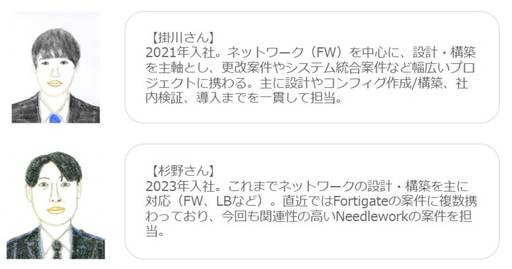 【掛川さん】
2021年入社。ネットワーク（FW）を中心に、設計・構築
を主軸とし、更改案件やシステム統合案件など幅広いプロ
ジェクトに携わる。主に設計やコンフィグ作成/構築、社
内検証、導入までを一貫して担当。
【杉野さん】
2023年入社。これまでネットワークの設計・構築を主に
対応（FW、LBなど）。直近ではFortigateの案件に複数携
わっており、今回も関連性の高いNeedleworkの案件を担
当。